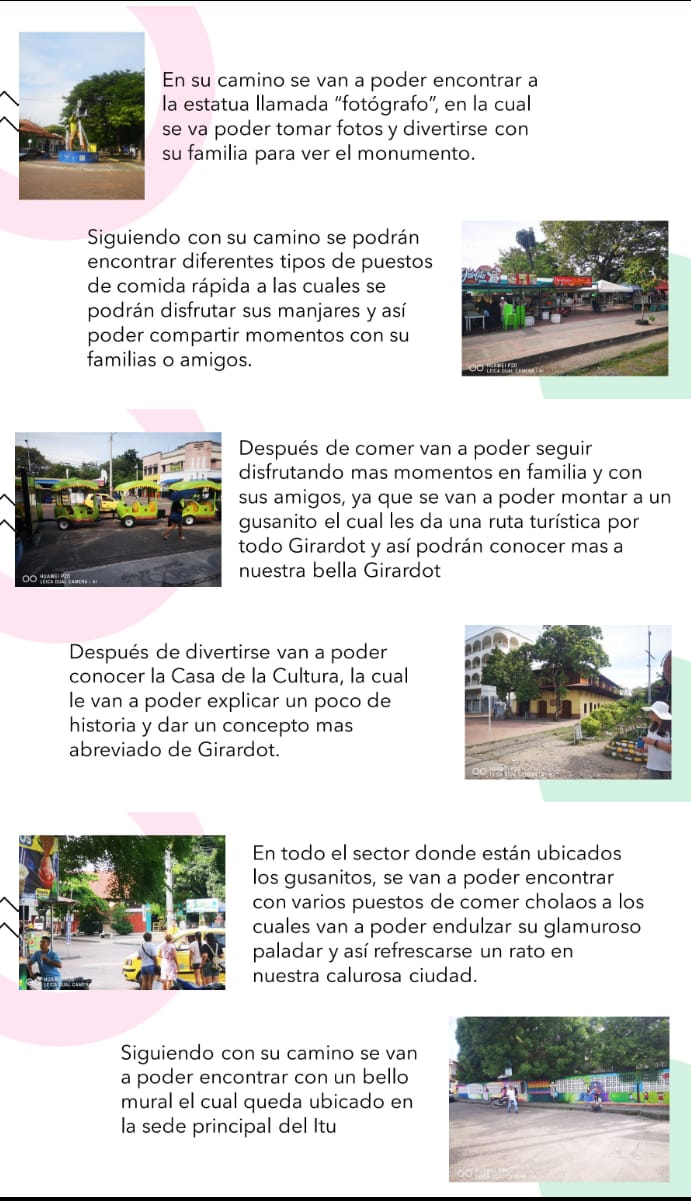 En su camino se van a poder encontrar a
la estatua llamada “fotógrafo”, en la cual
se va poder tomar fotos y divertirse con
su familia para ver el monumento.
Siguiendo con su camino se podrán
encontrar diferentes tipos de puestos
de comida rápida a las cuales se
podrán disfrutar sus manjares y así
poder compartir momentos con su
familias o amigos.
HUAWEI P20
LEICA DUAL CAMERA | AI
Después de comer van a poder seguir
disfrutando mas momentos en familia y con
sus amigos, ya que se van a poder montar a un
gusanito el cual les da una ruta turística por
todo Girardot y así podrán conocer mas a
nuestra bella Girardot
HUAWEI P20
LEICA DUAL CAMERA | AI
Después de divertirse van a poder
conocer la Casa de la Cultura, la cual
le van a poder explicar un poco de
historia y dar un concepto mas
abreviado de Girardot.
En todo el sector donde están ubicados
los gusanitos, se van a poder encontrar
con varios puestos de comer cholaos a los
cuales van a poder endulzar su glamuroso
paladar y así refrescarse un rato en
nuestra calurosa ciudad.
Siguiendo con su camino se van
a poder encontrar con un bello
mural el cual queda ubicado en
la sede principal del Itu